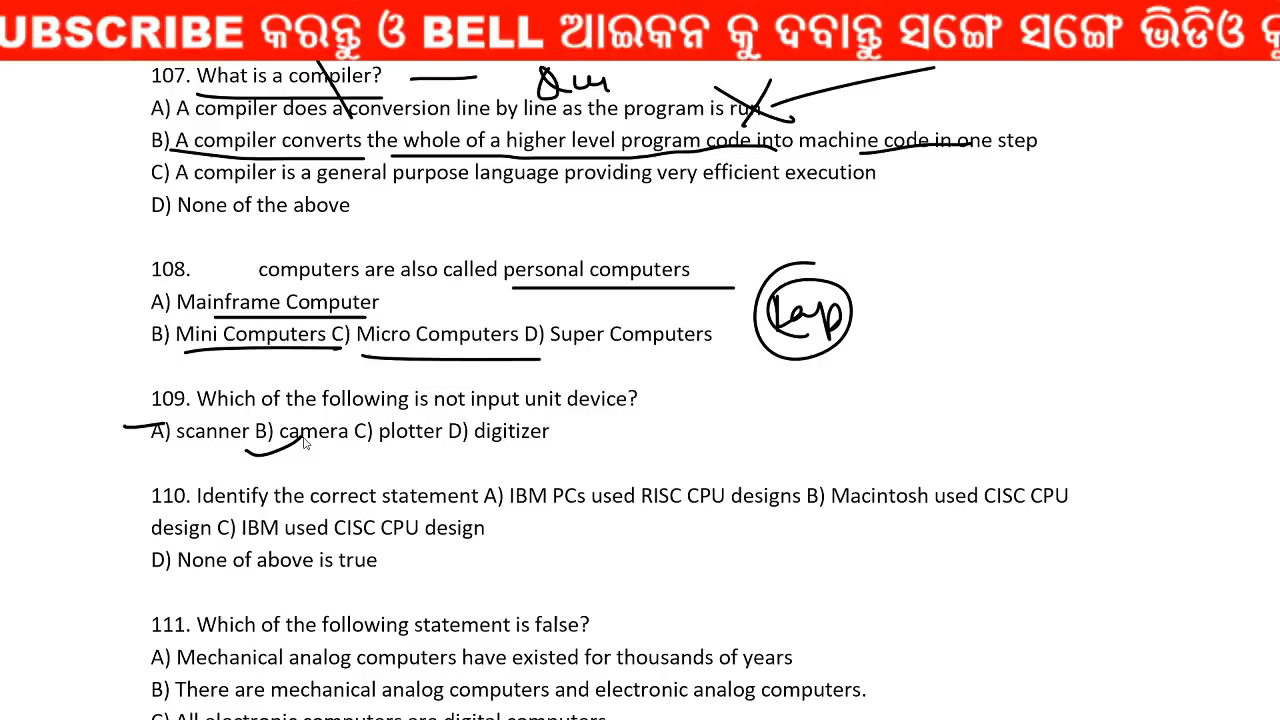 UBSCRIBE କରନ୍ତୁ ଓ BELL ଆଇକନ କୁ ଦବାନ୍ତୁ ସଙ୍ଗେ ସଙ୍ଗେ ଭିଡିଓ କୁ
107. What is a compiler?
A) A compiler does a conversion line by line as the program is run
B) A compiler converts the whole of a higher level program code into machine code in one step
C) A compiler is a general purpose language providing very efficient execution
D) None of the above
108. computers are also called personal computers
A) Mainframe Computer
B) Mini Computers C) Micro Computers D) Super Computers
Lap
109. Which of the following is not input unit device?
A) scanner B) camera C) plotter D) digitizer
110. Identify the correct statement A) IBM PCs used RISC CPU designs B) Macintosh used CISC CPU
design C) IBM used CISC CPU design
D) None of above is true
111. Which of the following statement is false?
A) Mechanical analog computers have existed for thousands of years
B) There are mechanical analog computers and electronic analog computers.
C) All electronic computers are digital computers